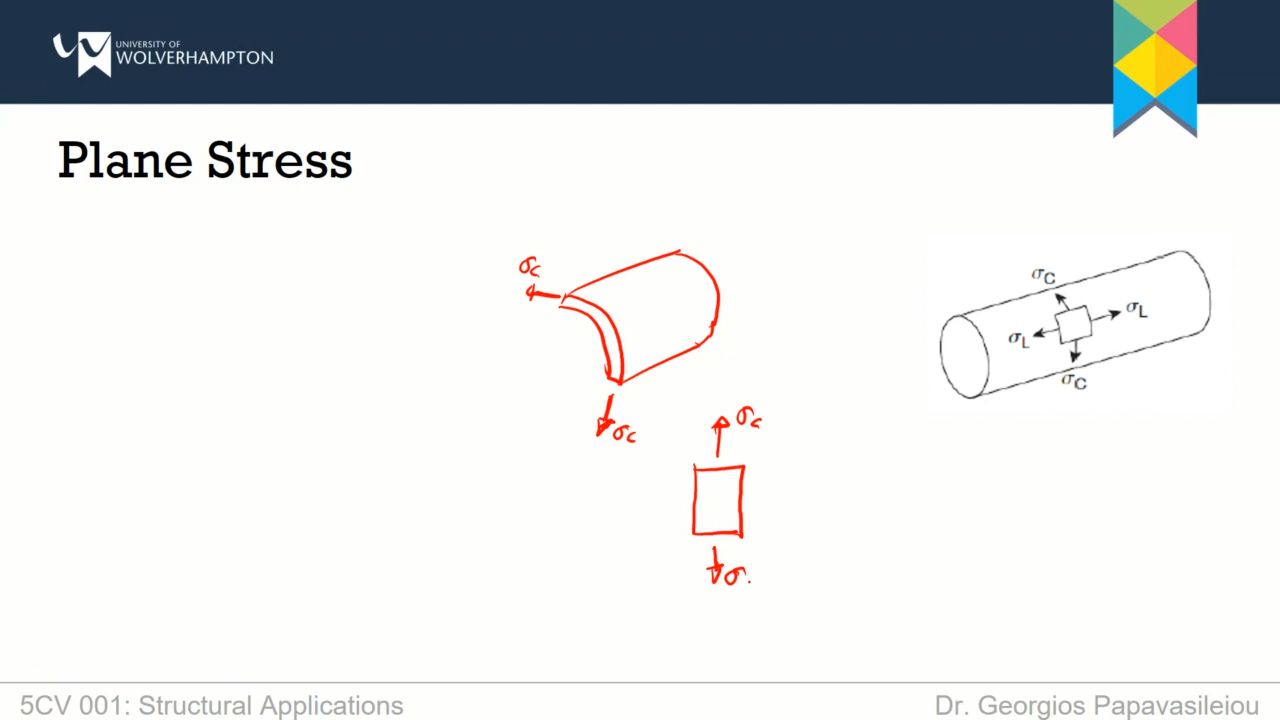 UNIVERSITY OF
WOLVERHAMPTON
Plane Stress
σc
σc
σc
σ.
σC
σL
σL
σC
5CV 001: Structural Applications
Dr. Georgios Papavasileiou